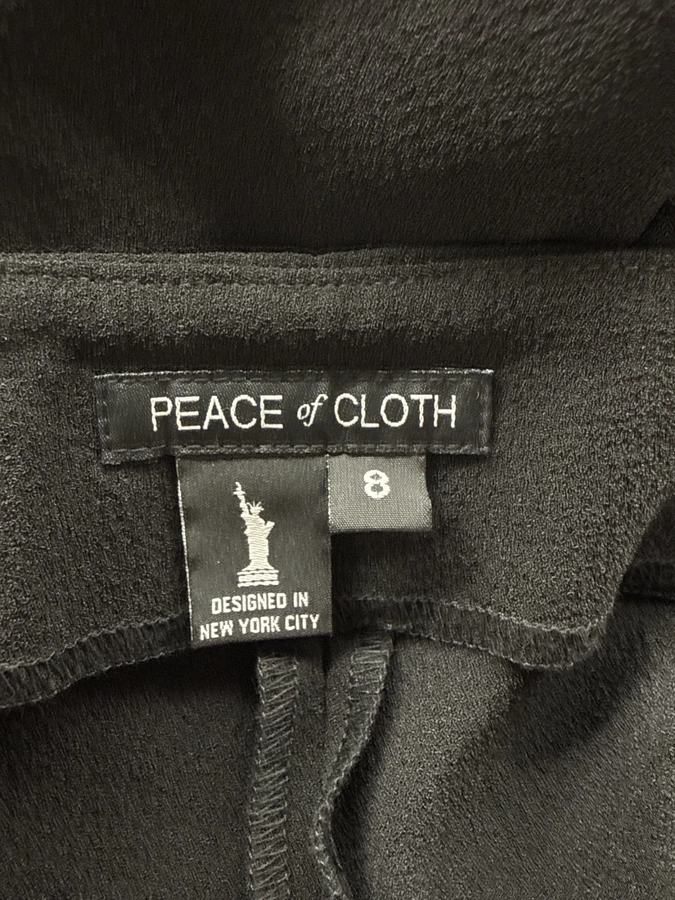 PEACE of CLOTH
8
DESIGNED IN
NEW YORK CITY